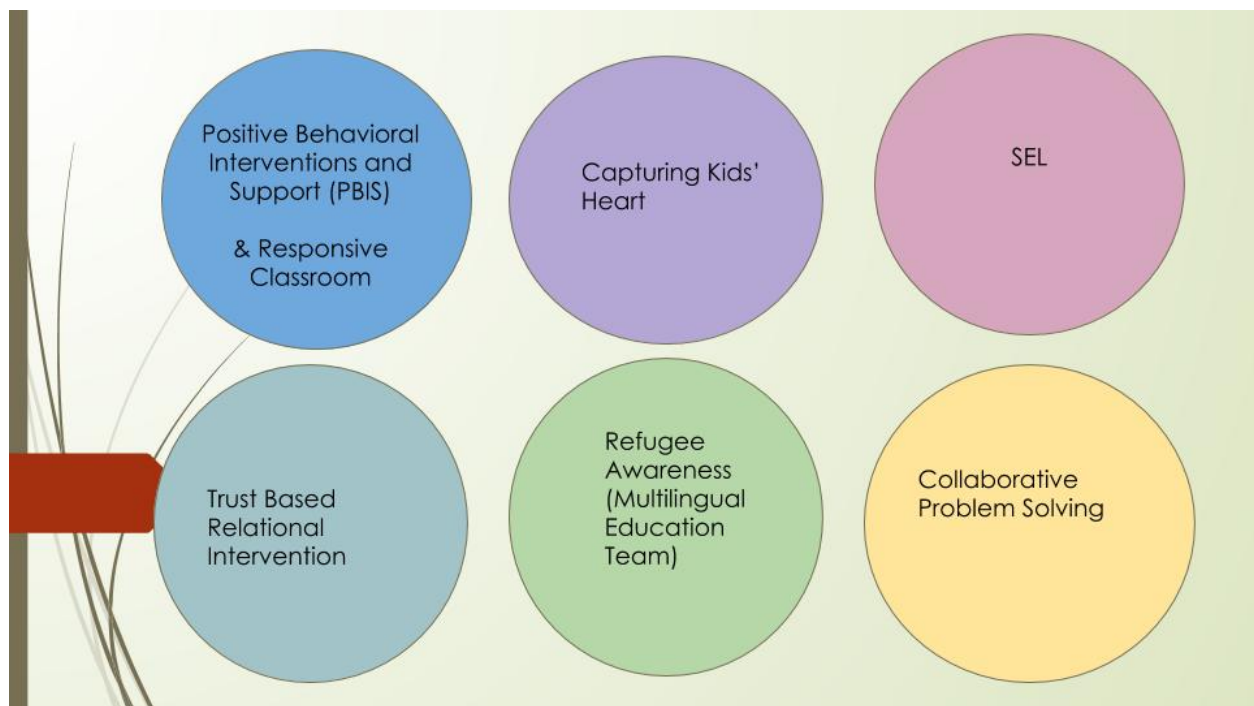 Positive Behavioral
Interventions and
Support (PBIS)
& Responsive
Classroom
Capturing Kids’
Heart
SEL
Trust Based
Relational
Intervention
Refugee
Awareness
(Multilingual
Education
Team)
Collaborative
Problem Solving